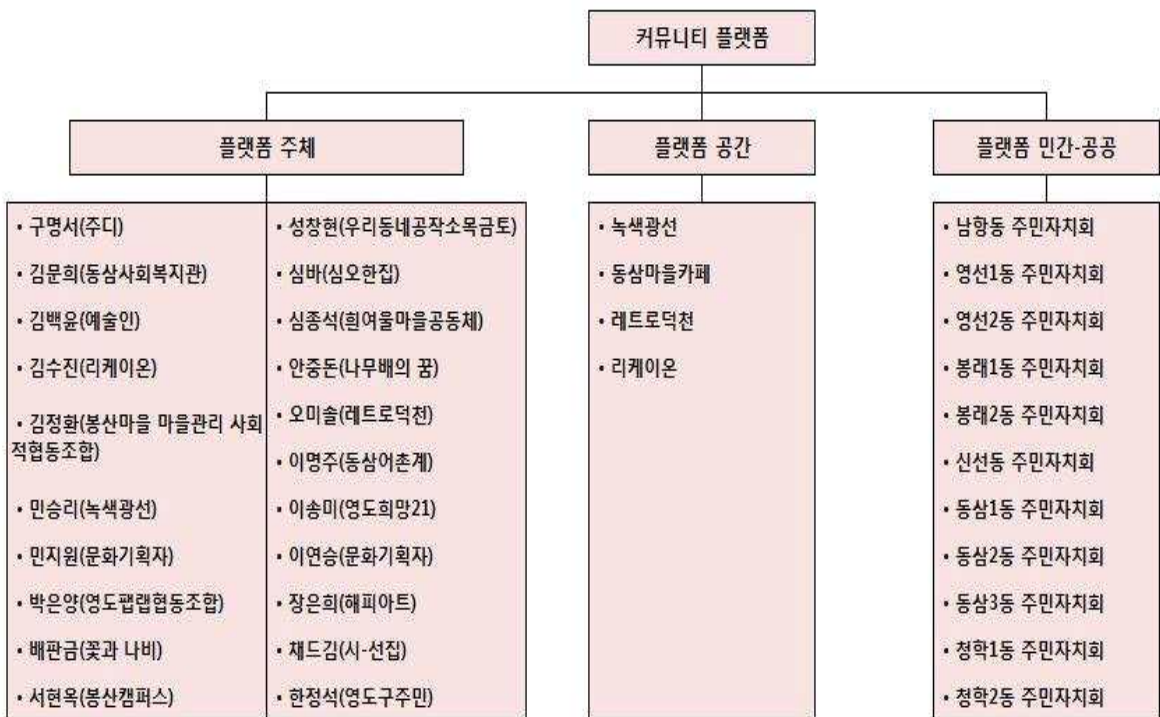 커뮤니티 플랫폼
플랫폼 주체
• 구명서(주디)
• 김문희(동삼사회복지관)
• 김백윤(예술인)
• 김수진(리케이온)
• 김정환(봉산마을 마을관리 사회
적협동조합)
• 민승리(녹색광선)
• 민지원(문화기획자)
• 박은양(영도팹랩협동조합)
• 배판금(꽃과 나비)
• 서현옥(봉산캠퍼스)
• 성창현(우리동네공작소목금토)
• 심바(심오한집)
• 심종석(흰여울마을공동체)
• 안중돈(나무배의 꿈)
• 오미솔(레트로덕천)
• 이명주(동삼어촌계)
• 이송미(영도희망21)
• 이연승(문화기획자)
• 장은희(해피아트)
• 채드김(시-선집)
• 한정석(영도구주민)
플랫폼 공간
• 녹색광선
• 동삼마을카페
• 레트로덕천
• 리케이온
플랫폼 민간-공공
• 남항동 주민자치회
• 영선1동 주민자치회
• 영선2동 주민자치회
• 봉래1동 주민자치회
• 봉래2동 주민자치회
• 신선동 주민자치회
• 동삼1동 주민자치회
• 동삼2동 주민자치회
• 동삼3동 주민자치회
• 청학1동 주민자치회
• 청학2동 주민자치회